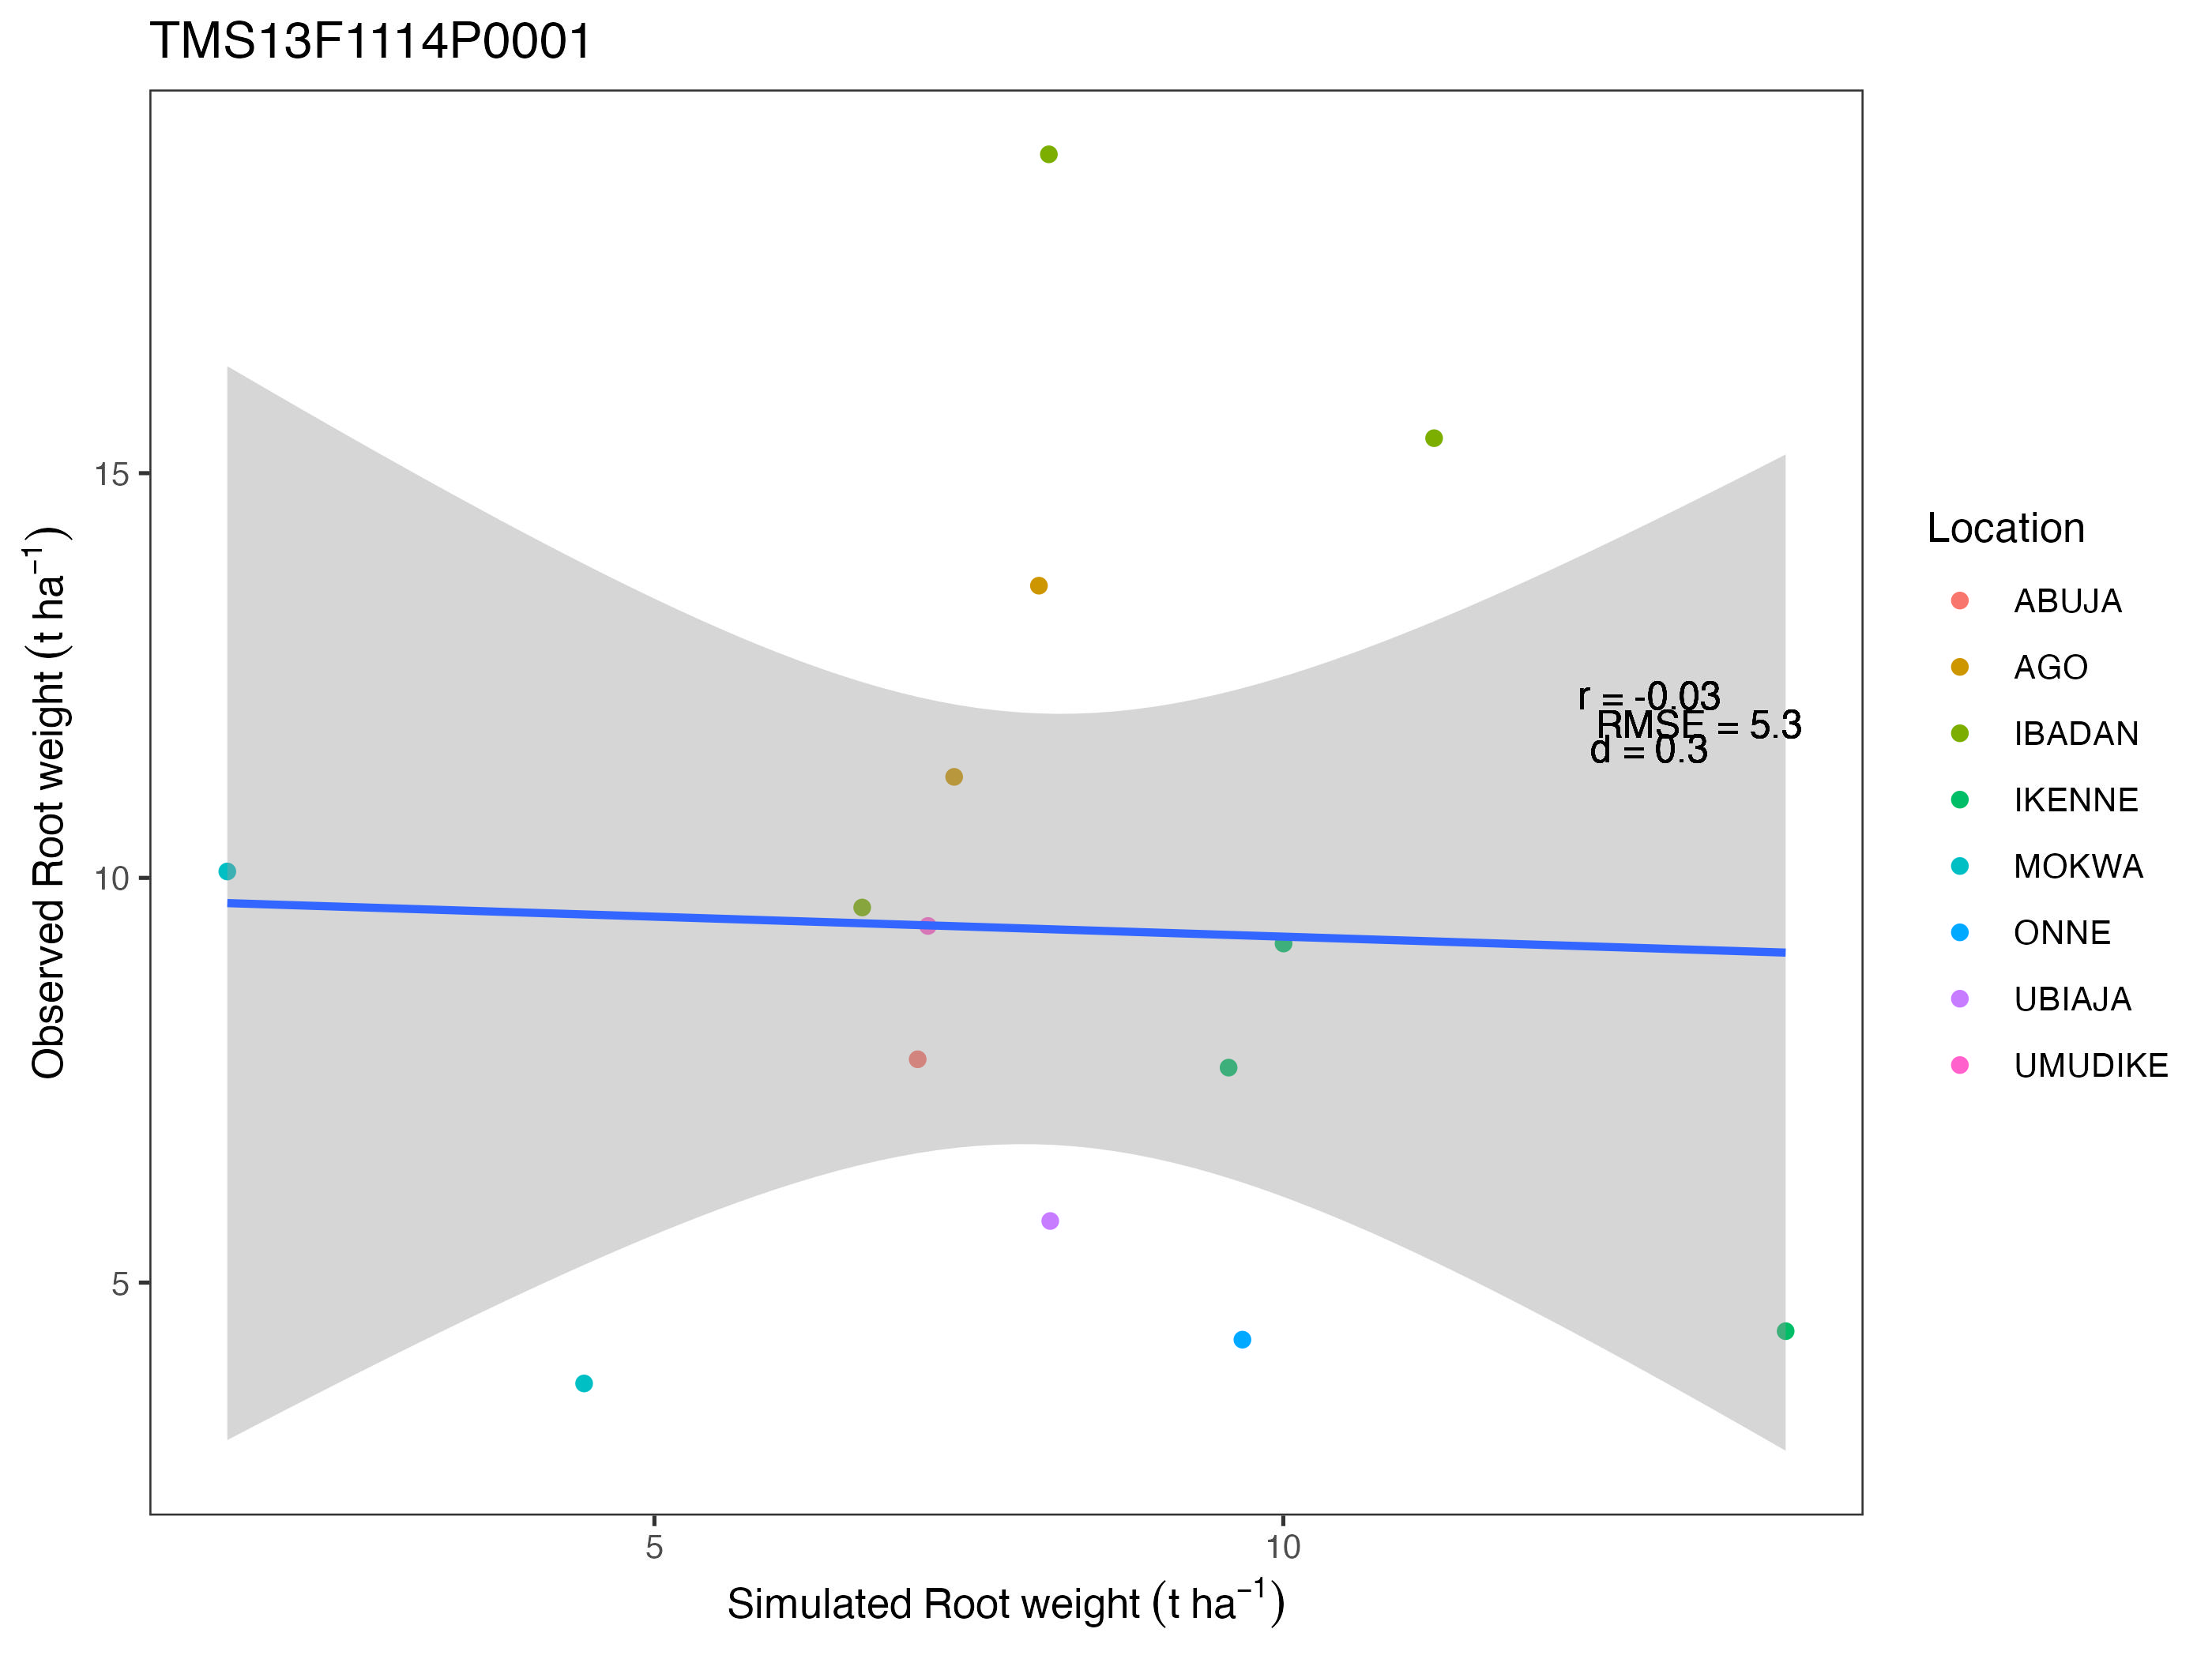 TMS13F1114P0001
Observed Root weight (t ha⁻¹)
15
10
5
r = -0.03
RMSE = 5.3
d = 0.3
5
10
Simulated Root weight (t ha⁻¹)
Location
ABUJA
AGO
IBADAN
IKENNE
MOKWA
ONNE
UBIAJA
UMUDIKE